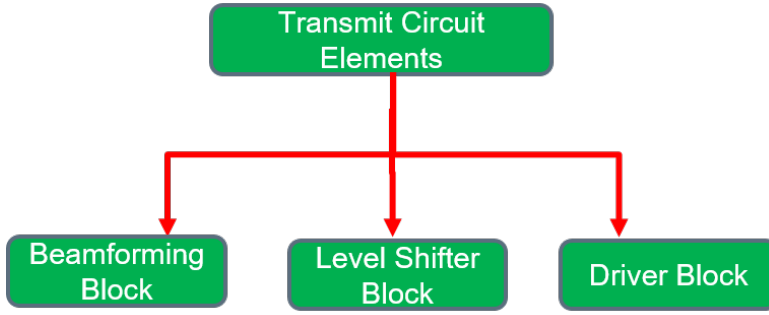 Transmit Circuit
Elements
Beamforming
Block
Level Shifter
Block
Driver Block